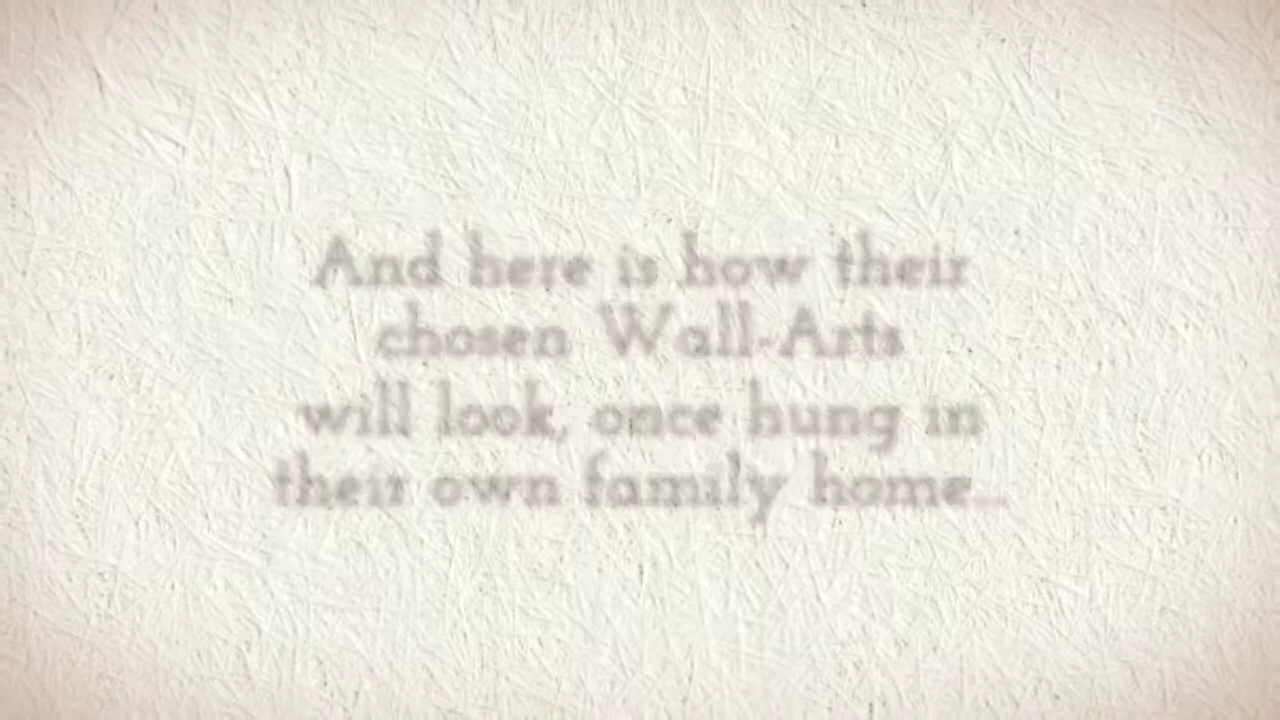 And here is how their
chosen Wall-Arts
will look, once hung in
their own family home...